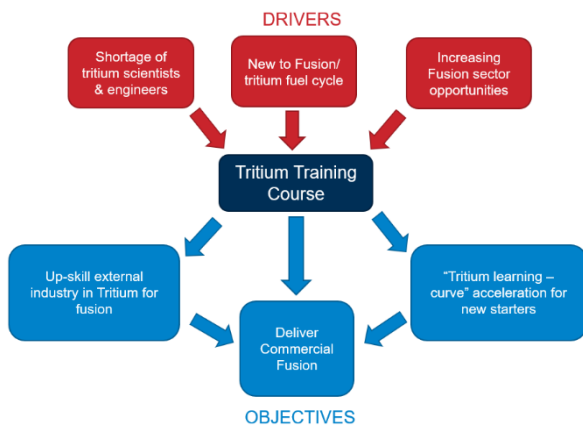 DRIVERS
Shortage of
tritium scientists
& engineers
New to Fusion/
tritium fuel cycle
Increasing
Fusion sector
opportunities
Tritium Training
Course
Up-skill external
industry in Tritium for
fusion
Deliver
Commercial
Fusion
"Tritium learning –
curve" acceleration for
new starters
OBJECTIVES